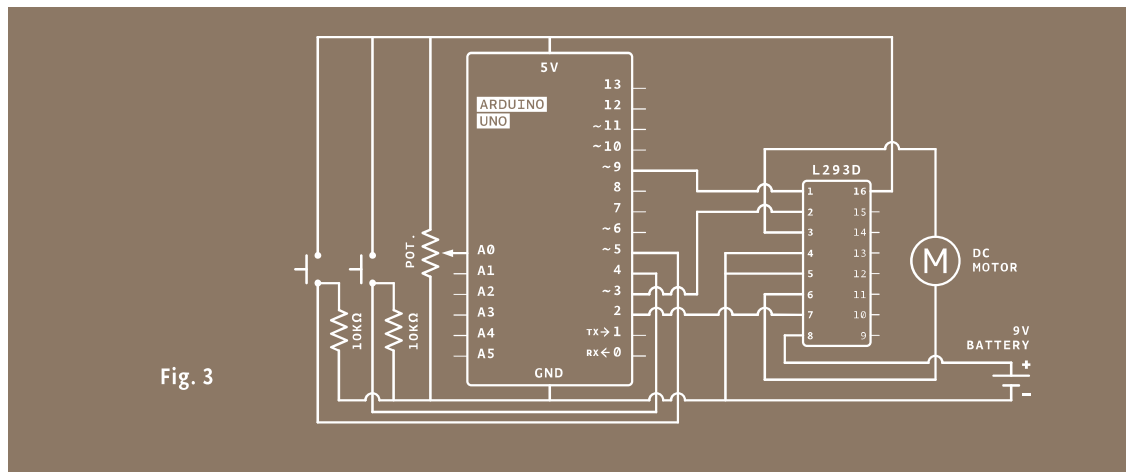 5V
ARDUINO
UNO
13
12
~11
~10
~9
8
7
~6
~5
4
~3
2
TX→1
RX←0
A0
A1
A2
A3
A4
A5
GND
POT.
10KΩ
10KΩ
L293D
1 16
2 15
3 14
4 13
5 12
6 11
7 10
8 9
M
DC
MOTOR
9V
BATTERY
+
−
Fig. 3